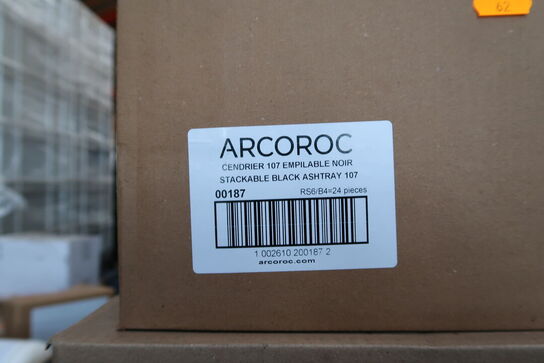 62
ARCOROC
CENDRIER 107 EMPILABLE NOIR
STACKABLE BLACK ASHTRAY 107
00187 RS6/B4=24 pieces
1 002610 200187 2
arcoroc.com